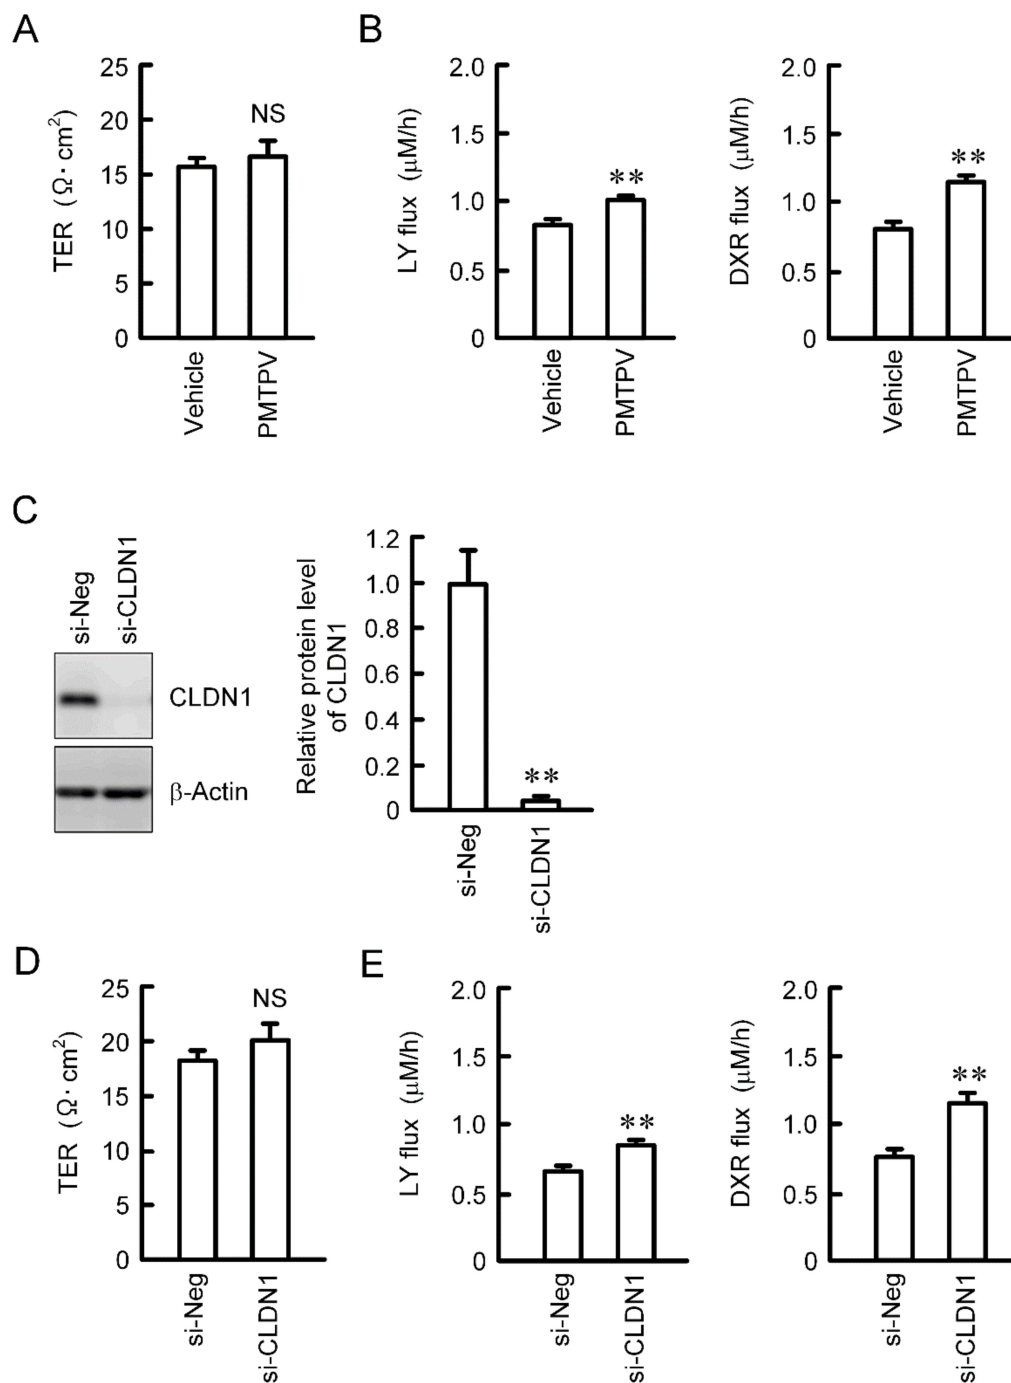 A
TER (Ω · cm²)
25
20
15
10
5
0
NS
Vehicle
PMTPV
B
LY flux (μM/h)
2.0
1.5
1.0
0.5
0
**
Vehicle
PMTPV
DXR flux (μM/h)
2.0
1.5
1.0
0.5
0
**
Vehicle
PMTPV
C
si-Neg
si-CLDN1
CLDN1
β-Actin
Relative protein level
of CLDN1
1.2
1.0
0.8
0.6
0.4
0.2
0
**
si-Neg
si-CLDN1
D
TER (Ω · cm²)
25
20
15
10
5
0
NS
si-Neg
si-CLDN1
E
LY flux (μM/h)
2.0
1.5
1.0
0.5
0
**
si-Neg
si-CLDN1
DXR flux (μM/h)
2.0
1.5
1.0
0.5
0
**
si-Neg
si-CLDN1